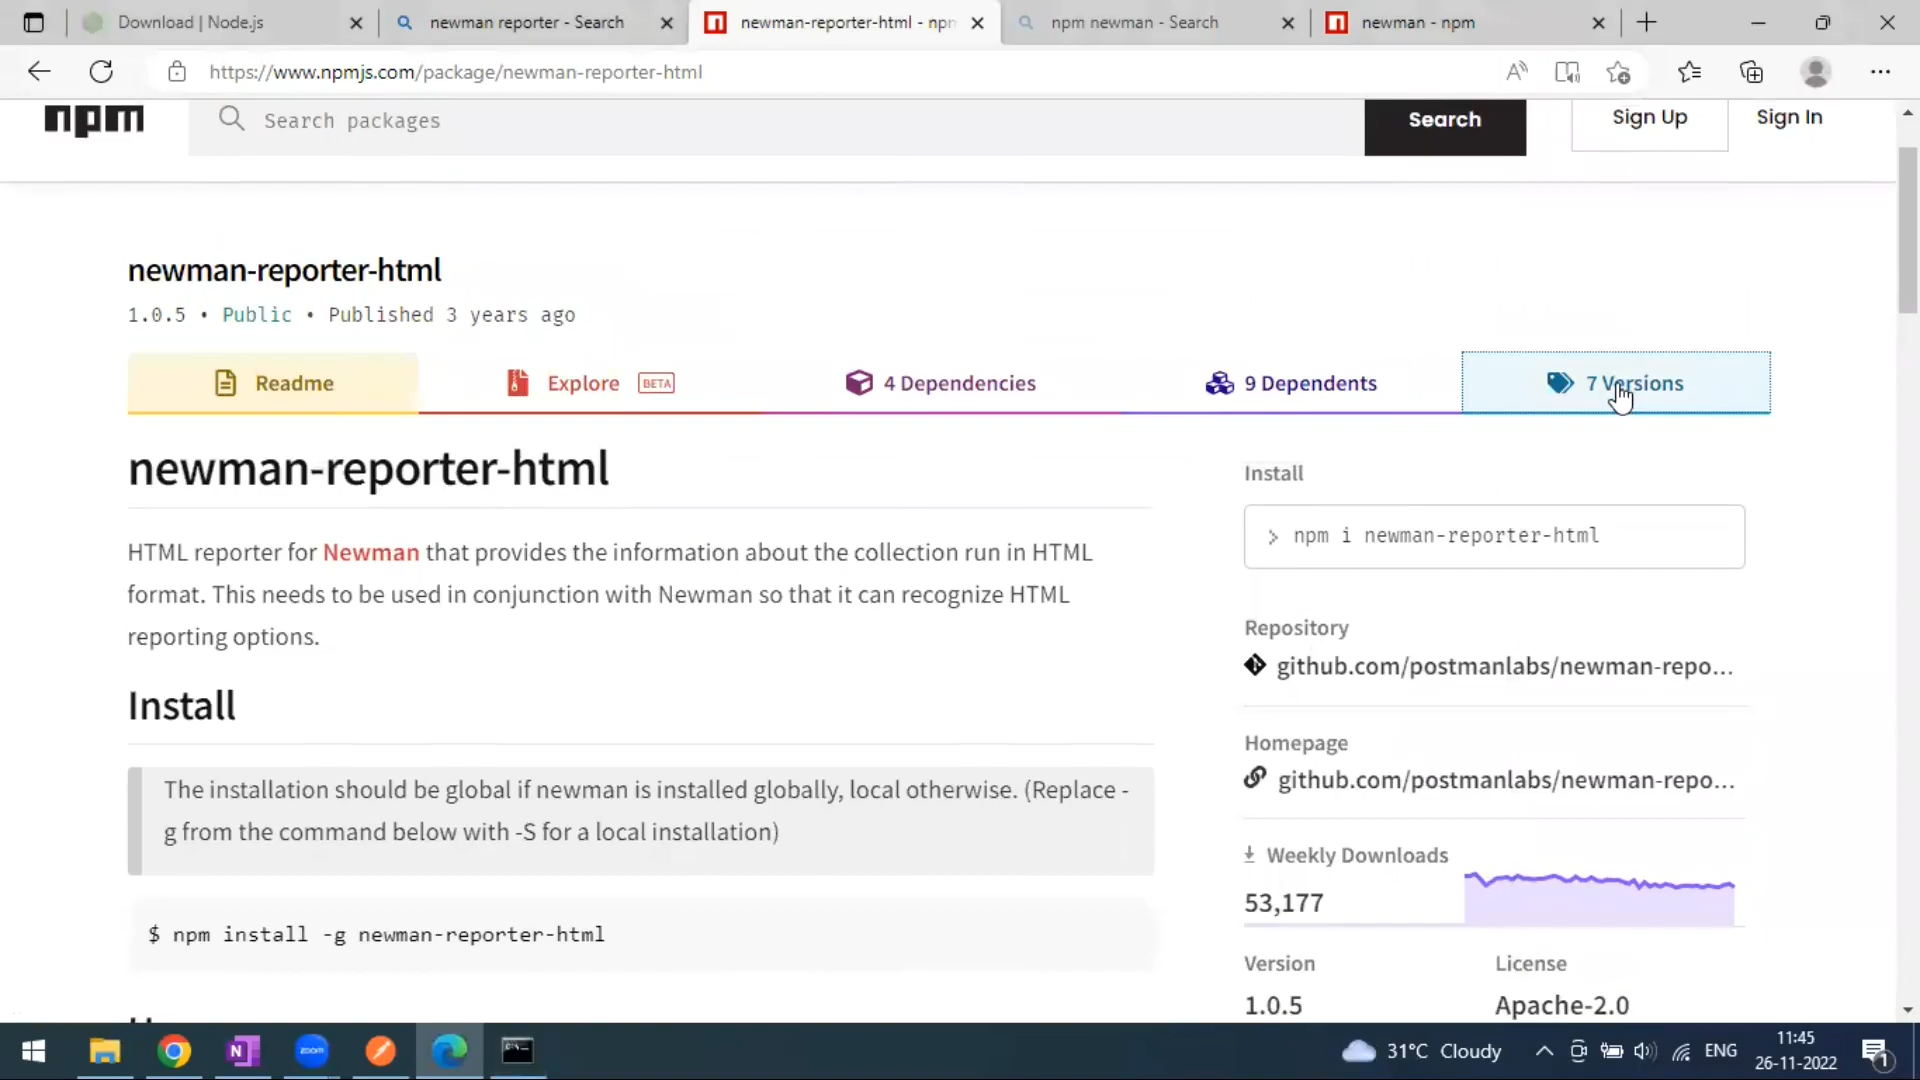 Download | Node.js
newman reporter - Search
newman-reporter-html - npm
npm newman - Search
newman - npm
https://www.npmjs.com/package/newman-reporter-html
npm
Search packages
Search
Sign Up
Sign In
newman-reporter-html
1.0.5 • Public • Published 3 years ago
Readme
Explore BETA
4 Dependencies
9 Dependents
7 Versions
newman-reporter-html
HTML reporter for Newman that provides the information about the collection run in HTML
format. This needs to be used in conjunction with Newman so that it can recognize HTML
reporting options.
Install
The installation should be global if newman is installed globally, local otherwise. (Replace -
g from the command below with -S for a local installation)
$ npm install -g newman-reporter-html
Install
> npm i newman-reporter-html
Repository
github.com/postmanlabs/newman-repo...
Homepage
github.com/postmanlabs/newman-repo...
Weekly Downloads
53,177
Version
License
1.0.5
Apache-2.0
N
zoom
31°C Cloudy
ENG
11:45
26-11-2022
1